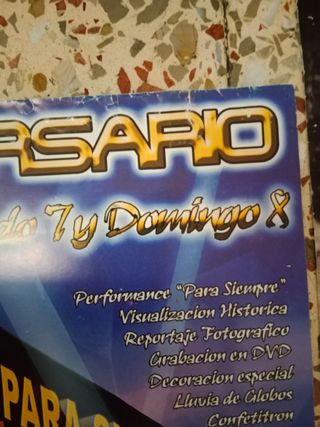 RSARIO
do 7 y Domingo 8
Performance "Para Siempre"
Visualizacion Historica
Reportaje Fotografico
Grabacion en DVD
Decoracion especial
Lluvia de Globos
Confetitron
PARA